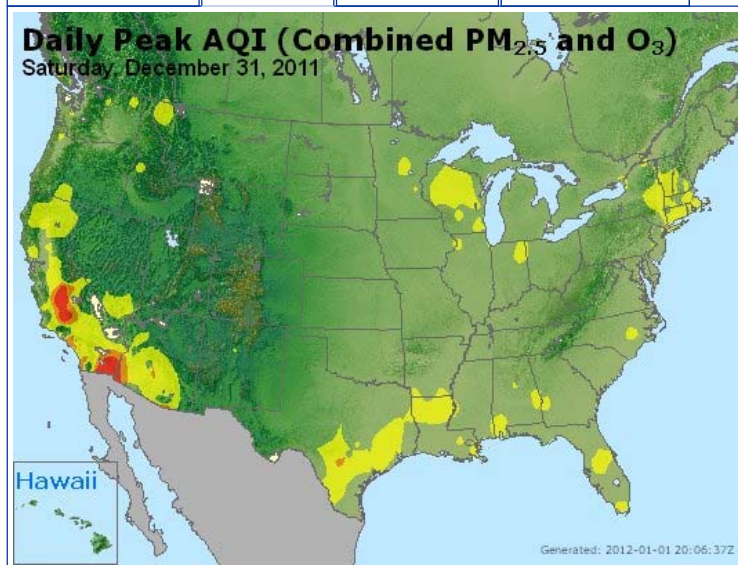 Daily Peak AQI (Combined PM2.5 and O3)
Saturday, December 31, 2011
Hawaii
Generated: 2012-01-01 20:06:37Z